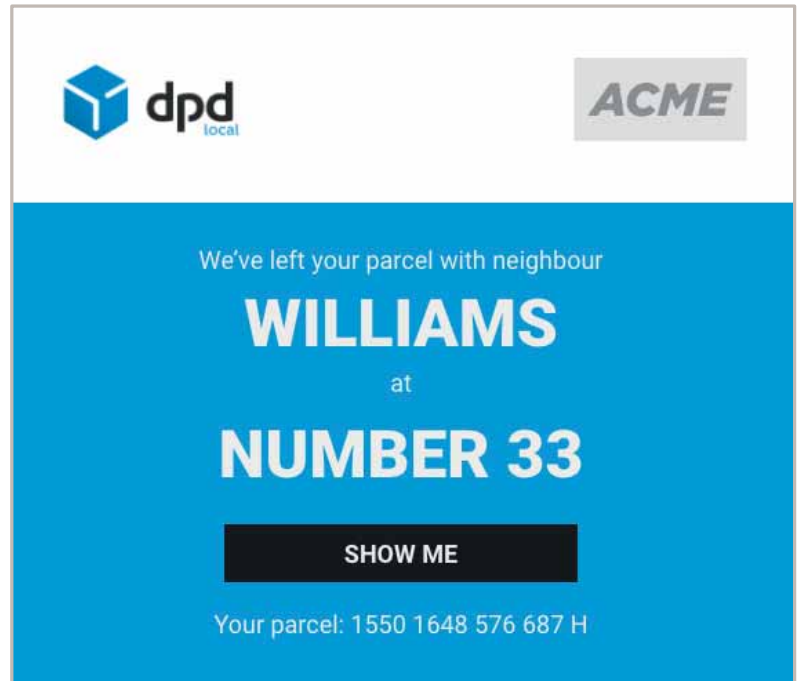 dpd
local
ACME
We've left your parcel with neighbour
WILLIAMS
at
NUMBER 33
SHOW ME
Your parcel: 1550 1648 576 687 H